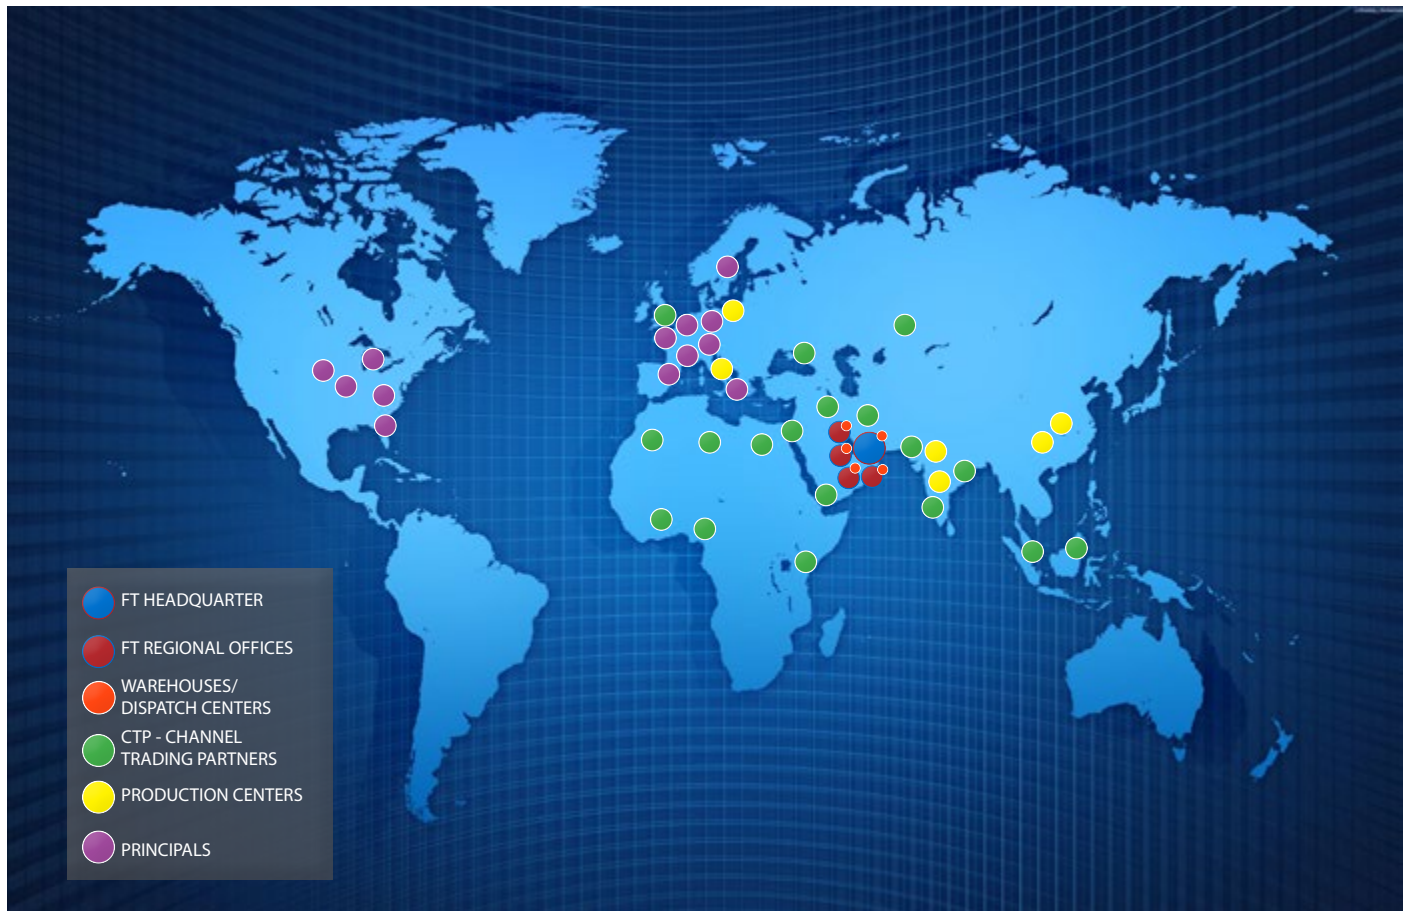 FT HEADQUARTER
FT REGIONAL OFFICES
WAREHOUSES/
DISPATCH CENTERS
CTP - CHANNEL
TRADING PARTNERS
PRODUCTION CENTERS
PRINCIPALS